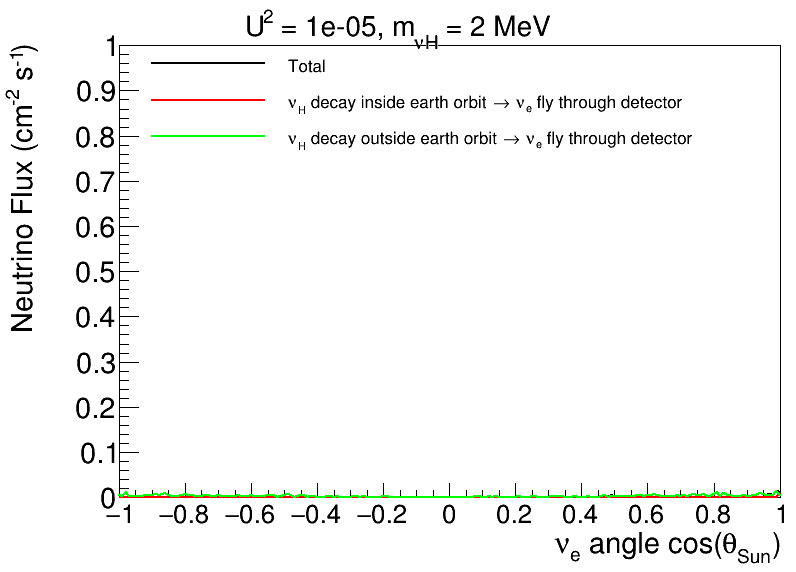 U² = 1e-05, m_νH = 2 MeV
Neutrino Flux (cm⁻² s⁻¹)
Total
ν_H decay inside earth orbit → ν_e fly through detector
ν_H decay outside earth orbit → ν_e fly through detector
1
0.9
0.8
0.7
0.6
0.5
0.4
0.3
0.2
0.1
0
−1 −0.8 −0.6 −0.4 −0.2 0 0.2 0.4 0.6 0.8 1
ν_e angle cos(θ_Sun)